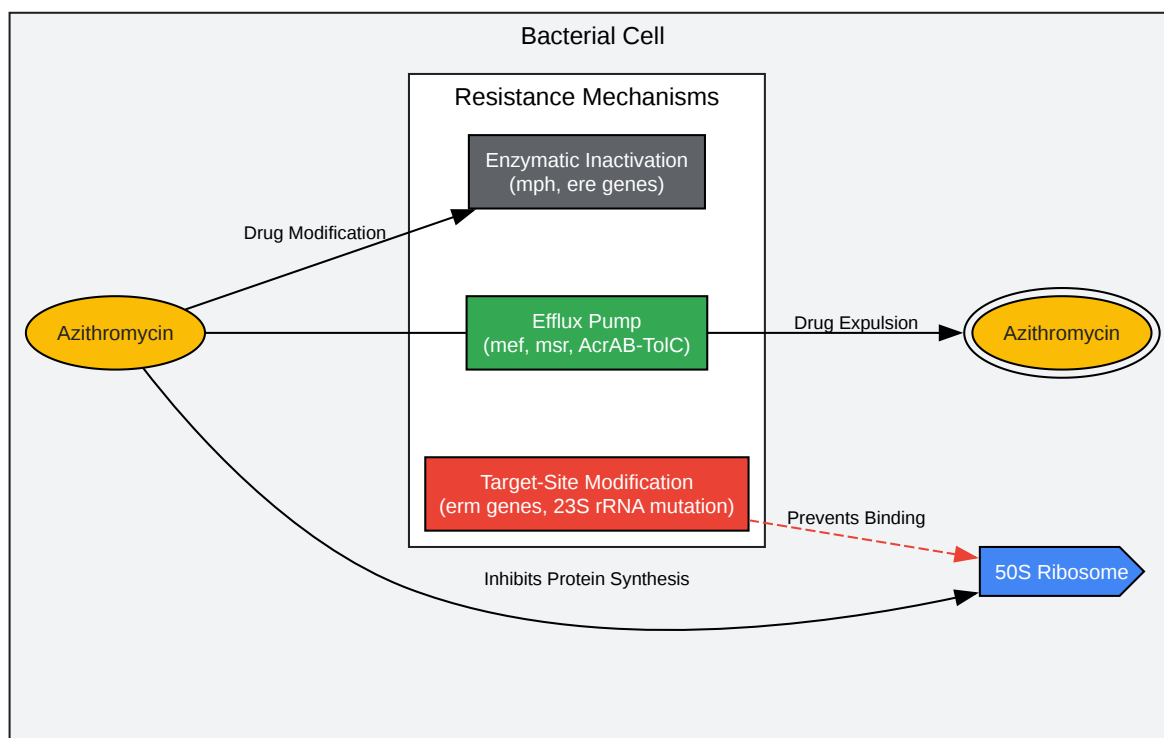 Bacterial Cell
Resistance Mechanisms
Enzymatic Inactivation
(mph, ere genes)
Drug Modification
Azithromycin
Efflux Pump
(mef, msr, AcrAB-TolC)
Drug Expulsion
Azithromycin
Target-Site Modification
(erm genes, 23S rRNA mutation)
Prevents Binding
50S Ribosome
Inhibits Protein Synthesis